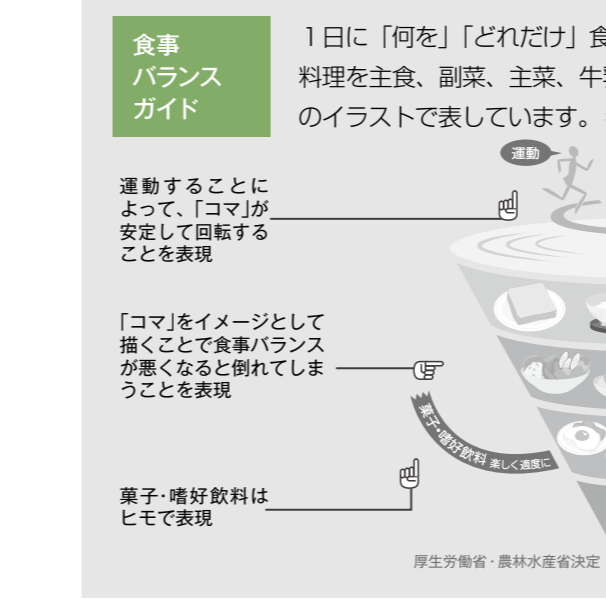 食事
バランス
ガイド
1日に「何を」「どれだけ」食
料理を主食、副菜、主菜、牛
のイラストで表しています。
運動
運動することに
よって、「コマ」が
安定して回転する
ことを表現
「コマ」をイメージとして
描くことで食事バランス
が悪くなると倒れてしま
うことを表現
菓子・嗜好飲料 楽しく適度に
菓子・嗜好飲料は
ヒモで表現
厚生労働省・農林水産省決定